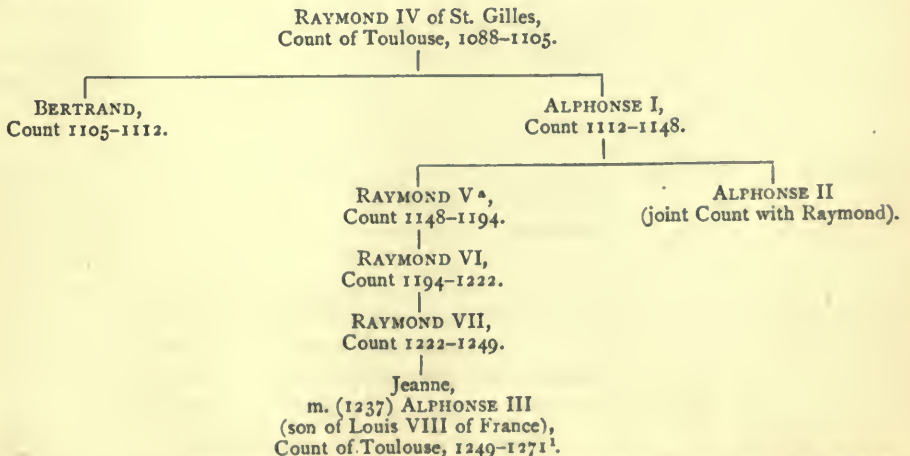 RAYMOND IV of St. Gilles,
Count of Toulouse, 1088–1105.
BERTRAND,
Count 1105–1112.
ALPHONSE I,
Count 1112–1148.
RAYMOND V ᵃ,
Count 1148–1194.
ALPHONSE II
(joint Count with Raymond).
RAYMOND VI,
Count 1194–1222.
RAYMOND VII,
Count 1222–1249.
Jeanne,
m. (1237) ALPHONSE III
(son of Louis VIII of France),
Count of Toulouse, 1249–1271¹.